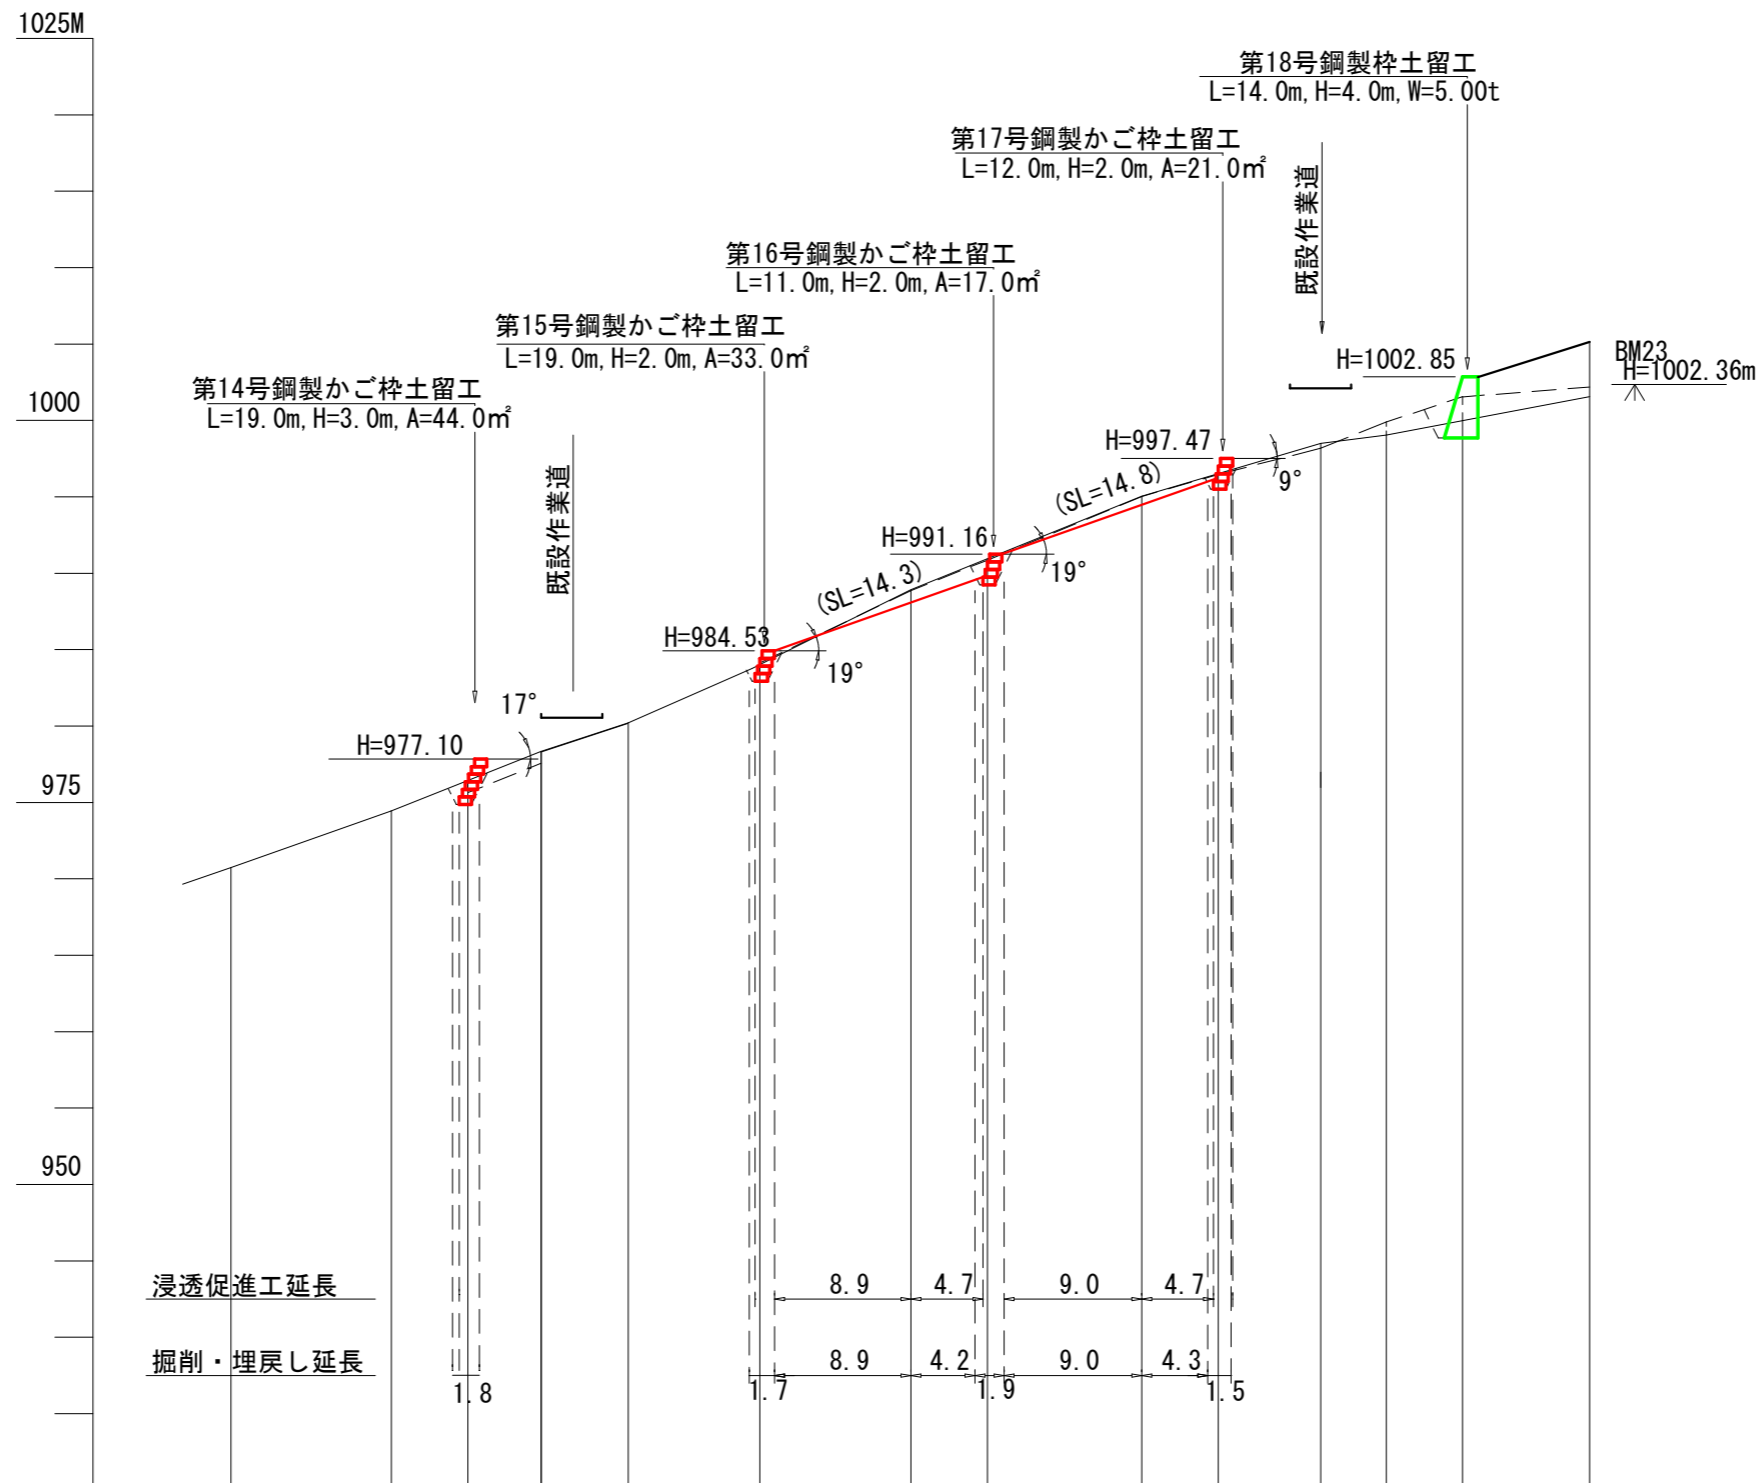 1025M
第18号鋼製枠土留工
L=14.0m,H=4.0m,W=5.00t
第17号鋼製かご枠土留工
L=12.0m,H=2.0m,A=21.0㎡
既設作業道
第16号鋼製かご枠土留工
L=11.0m,H=2.0m,A=17.0㎡
第15号鋼製かご枠土留工
L=19.0m,H=2.0m,A=33.0㎡
第14号鋼製かご枠土留工
L=19.0m,H=3.0m,A=44.0㎡
H=1002.85
BM23
H=1002.36m
1000
H=997.47
9°
(SL=14.8)
既設作業道
H=991.16
19°
(SL=14.3)
H=984.53
19°
17°
H=977.10
975
950
浸透促進工延長
8.9
4.7
9.0
4.7
掘削・埋戻し延長
8.9
4.2
9.0
4.3
1.8
1.7
1.9
1.5